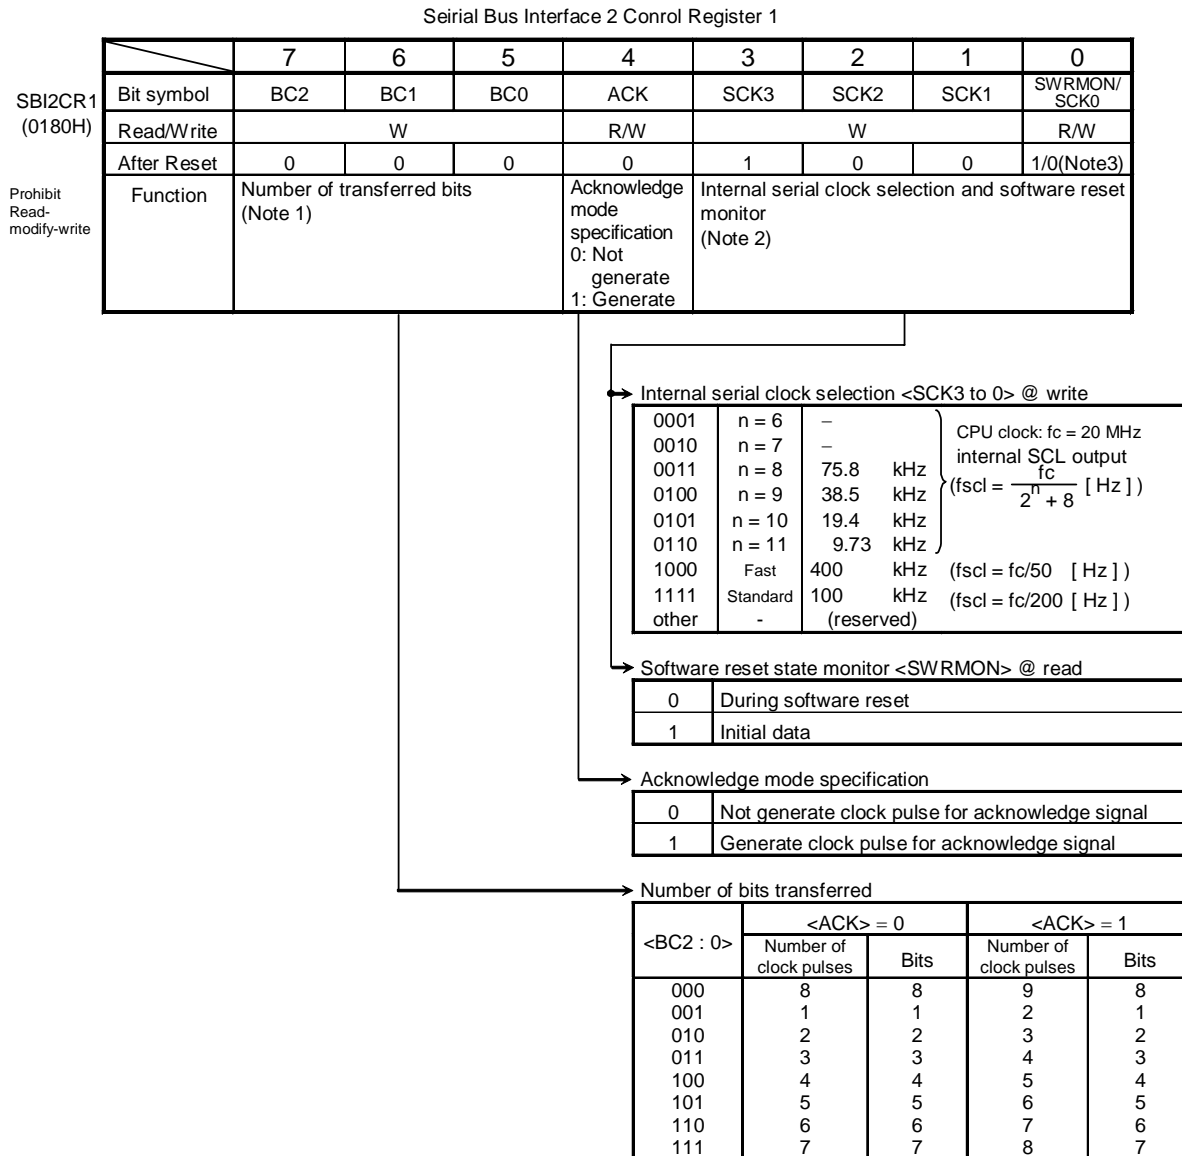 Seirial Bus Interface 2 Conrol Register 1
7 6 5 4 3 2 1 0
SBI2CR1
(0180H)
Bit symbol BC2 BC1 BC0 ACK SCK3 SCK2 SCK1 SWRMON/
SCK0
Read/Write W R/W W R/W
After Reset 0 0 0 0 1 0 0 1/0(Note3)
Prohibit
Read-
modify-write
Function
Number of transferred bits
(Note 1)
Acknowledge
mode
specification
0: Not
generate
1: Generate
Internal serial clock selection and software reset
monitor
(Note 2)
Internal serial clock selection <SCK3 to 0> @ write
0001 n = 6 –
0010 n = 7 –
0011 n = 8 75.8 kHz
0100 n = 9 38.5 kHz
0101 n = 10 19.4 kHz
0110 n = 11 9.73 kHz
CPU clock: fc = 20 MHz
internal SCL output
(fscl = fc / 2^n + 8 [ Hz ] )
1000 Fast 400 kHz (fscl = fc/50 [ Hz ] )
1111 Standard 100 kHz (fscl = fc/200 [ Hz ] )
other - (reserved)
Software reset state monitor <SWRMON> @ read
0 During software reset
1 Initial data
Acknowledge mode specification
0 Not generate clock pulse for acknowledge signal
1 Generate clock pulse for acknowledge signal
Number of bits transferred
<BC2 : 0> <ACK> = 0 <ACK> = 1
Number of
clock pulses Bits Number of
clock pulses Bits
000 8 8 9 8
001 1 1 2 1
010 2 2 3 2
011 3 3 4 3
100 4 4 5 4
101 5 5 6 5
110 6 6 7 6
111 7 7 8 7